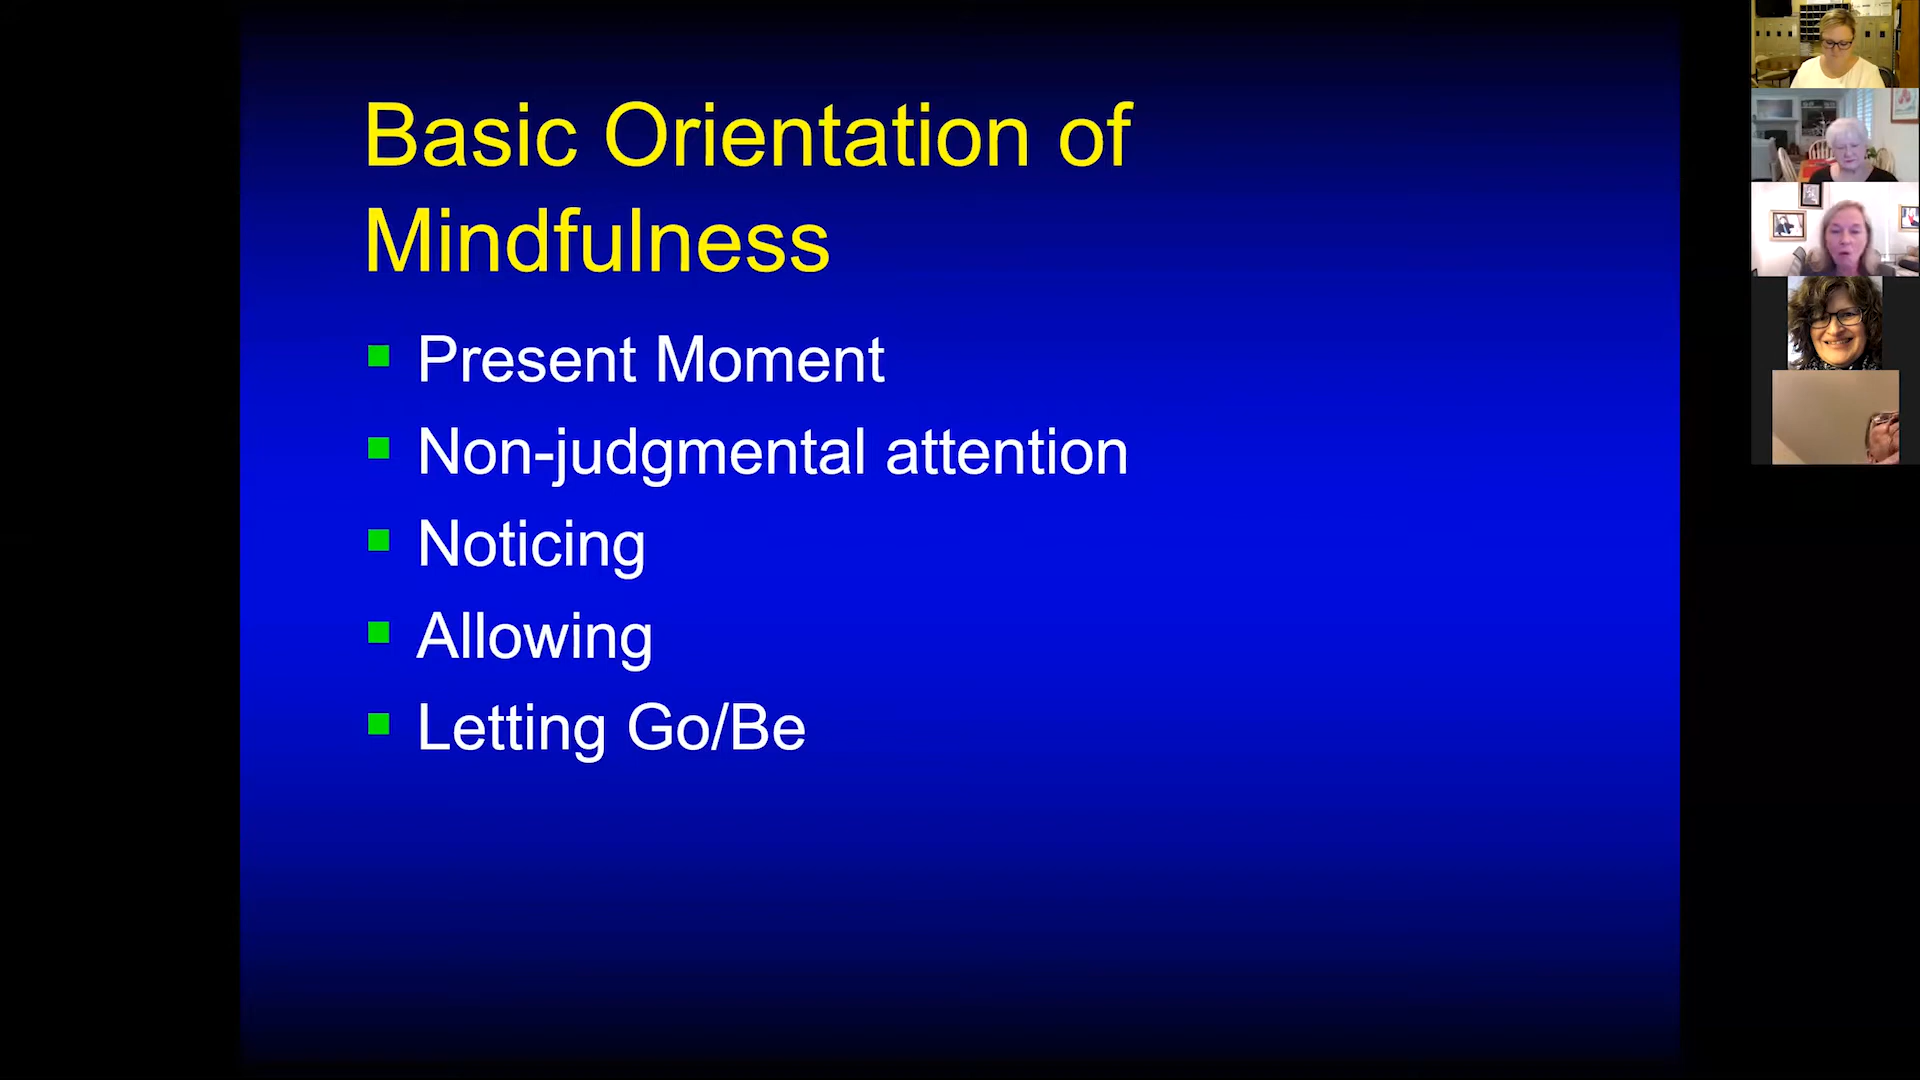 Basic Orientation of
Mindfulness
Present Moment
Non-judgmental attention
Noticing
Allowing
Letting Go/Be